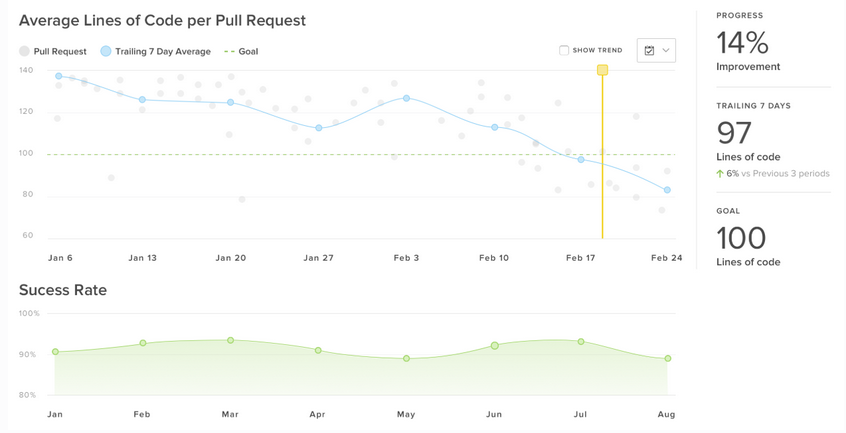 Average Lines of Code per Pull Request
Pull Request
Trailing 7 Day Average
Goal
SHOW TREND
140
120
100
80
60
Jan 6
Jan 13
Jan 20
Jan 27
Feb 3
Feb 10
Feb 17
Feb 24
PROGRESS
14%
Improvement
TRAILING 7 DAYS
97
Lines of code
6% vs Previous 3 periods
GOAL
100
Lines of code
Sucess Rate
100%
90%
80%
Jan
Feb
Mar
Apr
May
Jun
Jul
Aug